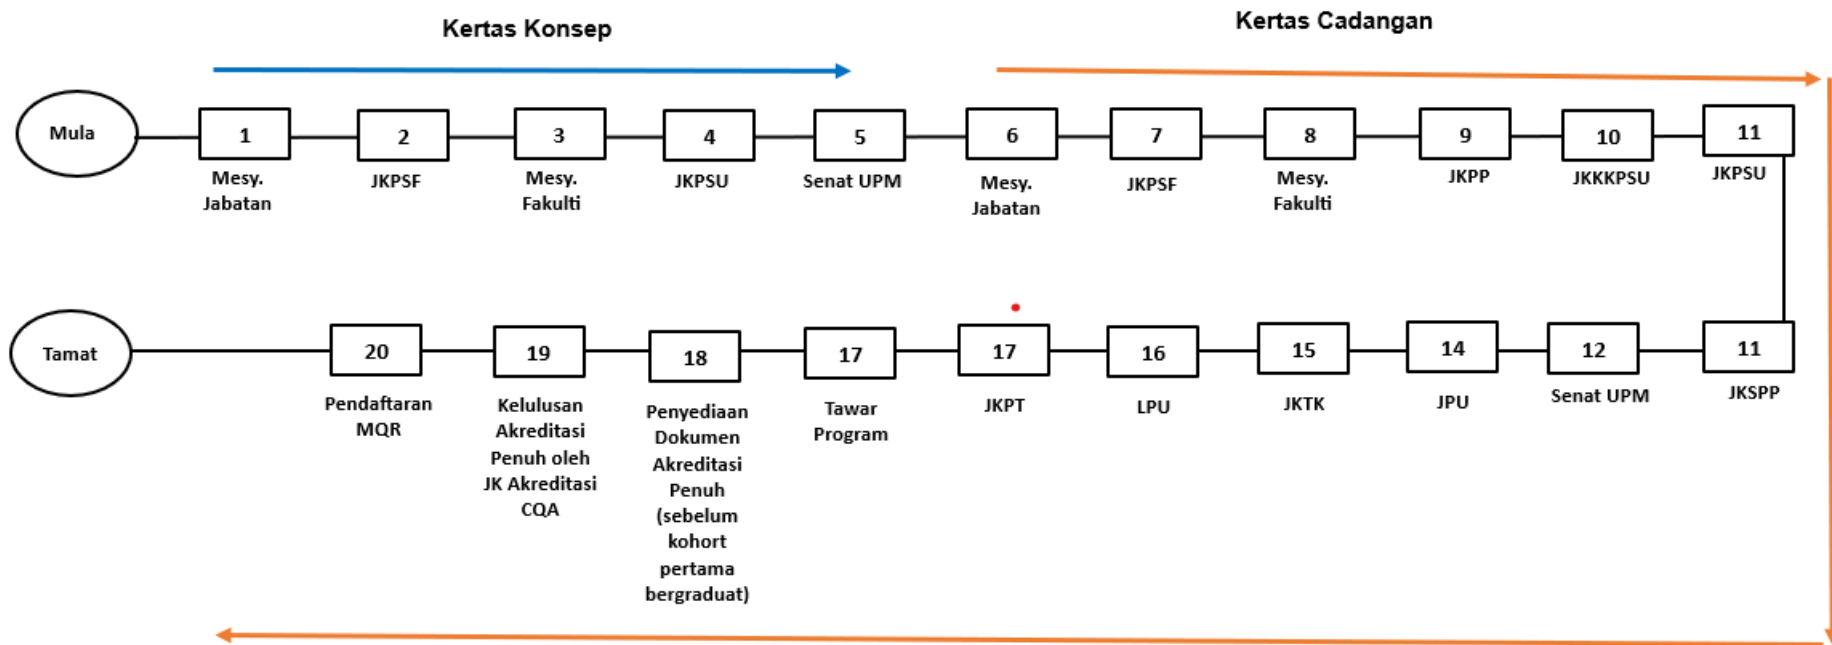 Kertas Konsep
Kertas Cadangan
Mula
1
2
3
4
5
6
7
8
9
10
11
Mesy.
Jabatan
JKPSF
Mesy.
Fakulti
JKPSU
Senat UPM
Mesy.
Jabatan
JKPSF
Mesy.
Fakulti
JKPP
JKKKPSU
JKPSU
Tamat
20
19
18
17
17
16
15
14
12
11
Pendaftaran
MQR
Kelulusan
Akreditasi
Penuh oleh
JK Akreditasi
CQA
Penyediaan
Dokumen
Akreditasi
Penuh
(sebelum
kohort
pertama
bergraduat)
Tawar
Program
JKPT
LPU
JKTK
JPU
Senat UPM
JKSPP